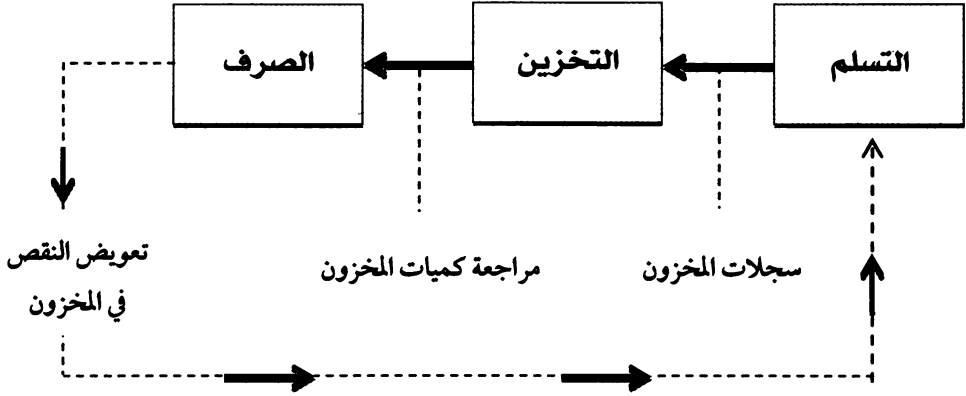 التسلم
التخزين
الصرف
سجلات المخزون
مراجعة كميات المخزون
تعويض النقص
في المخزون